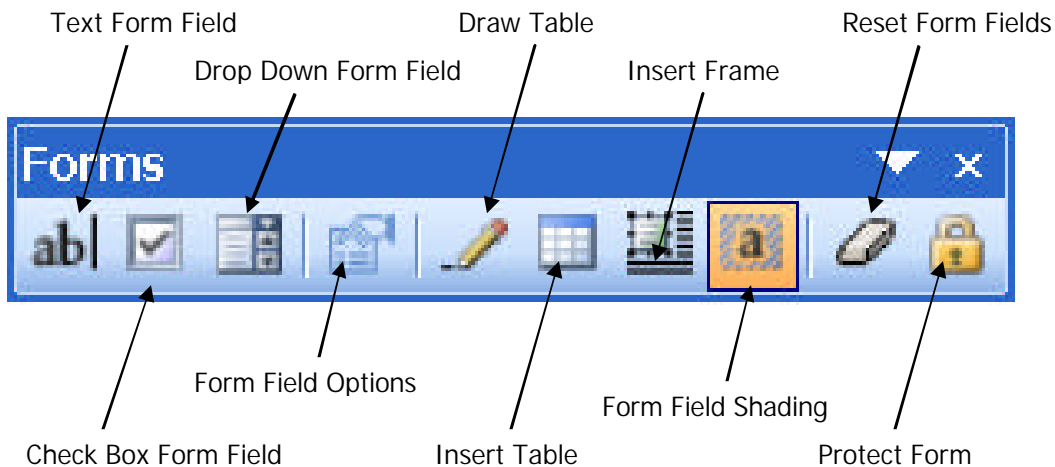 Text Form Field
Draw Table
Reset Form Fields
Drop Down Form Field
Insert Frame
Forms
ab
a
Form Field Options
Form Field Shading
Check Box Form Field
Insert Table
Protect Form